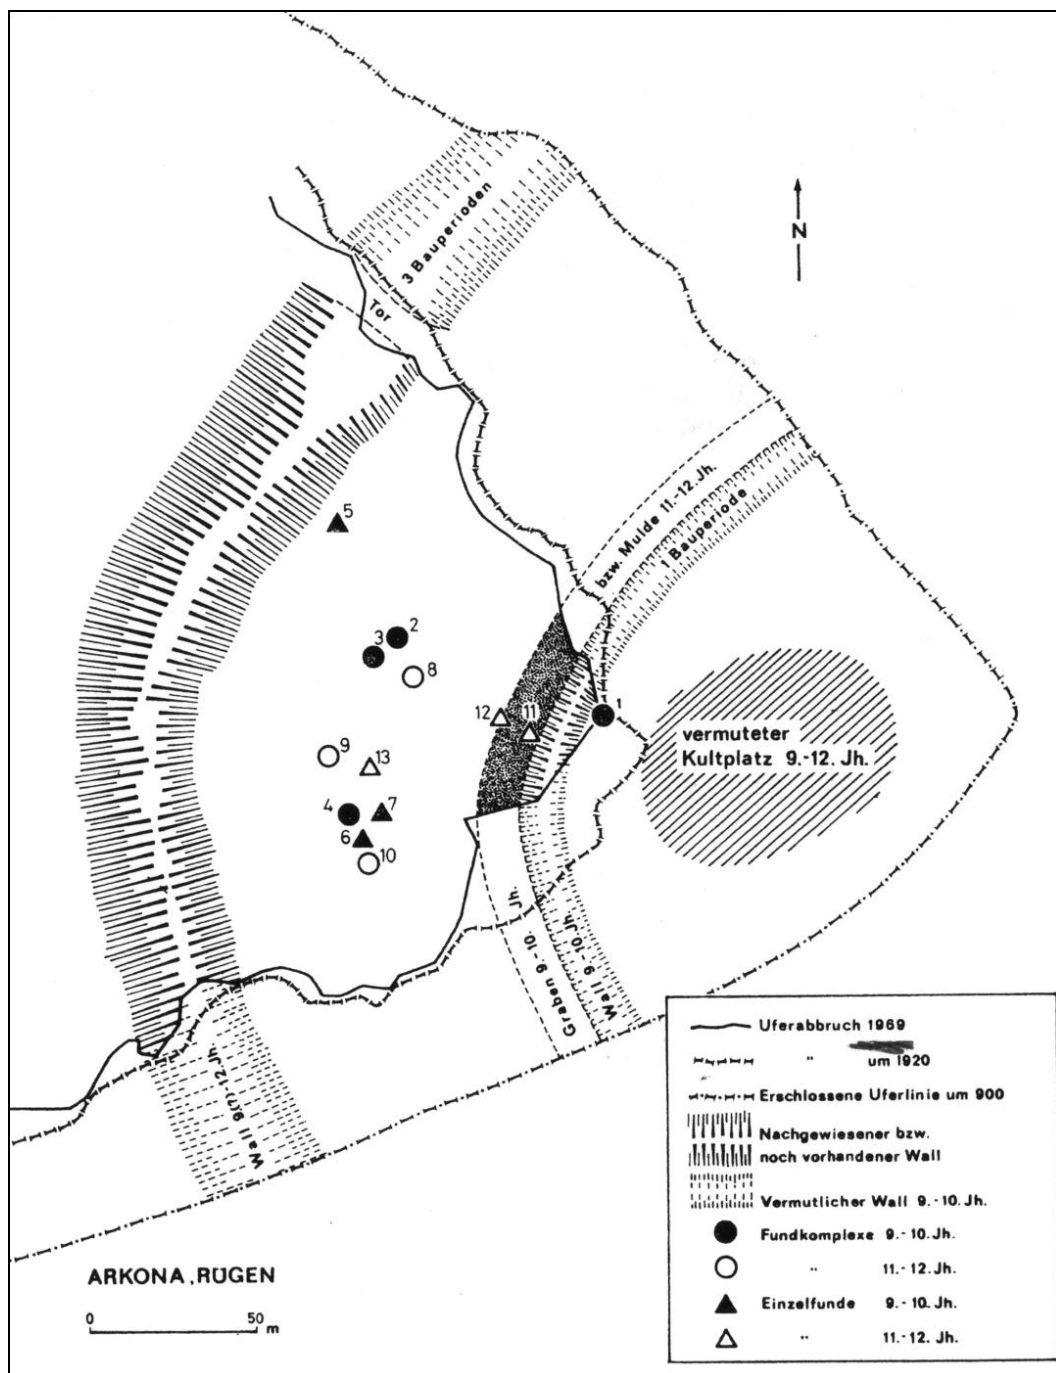 3 Bauperioden
N
Tor
bzw. Mulde 11.-12. Jh.
1 Bauperiode
5
2
3
8
12
11
1
vermuteter
Kultplatz 9.-12. Jh.
9
13
4
7
6
10
Graben 9.-10. Jh.
Wall 9.-10. Jh.
Wall 9(?)-12. Jh.
Uferabbruch 1969
" um 1920
Erschlossene Uferlinie um 900
Nachgewiesener bzw.
noch vorhandener Wall
Vermutlicher Wall 9.-10. Jh.
Fundkomplexe 9.-10. Jh.
" 11.-12. Jh.
Einzelfunde 9.-10. Jh.
" 11.-12. Jh.
ARKONA, RÜGEN
0 50 m